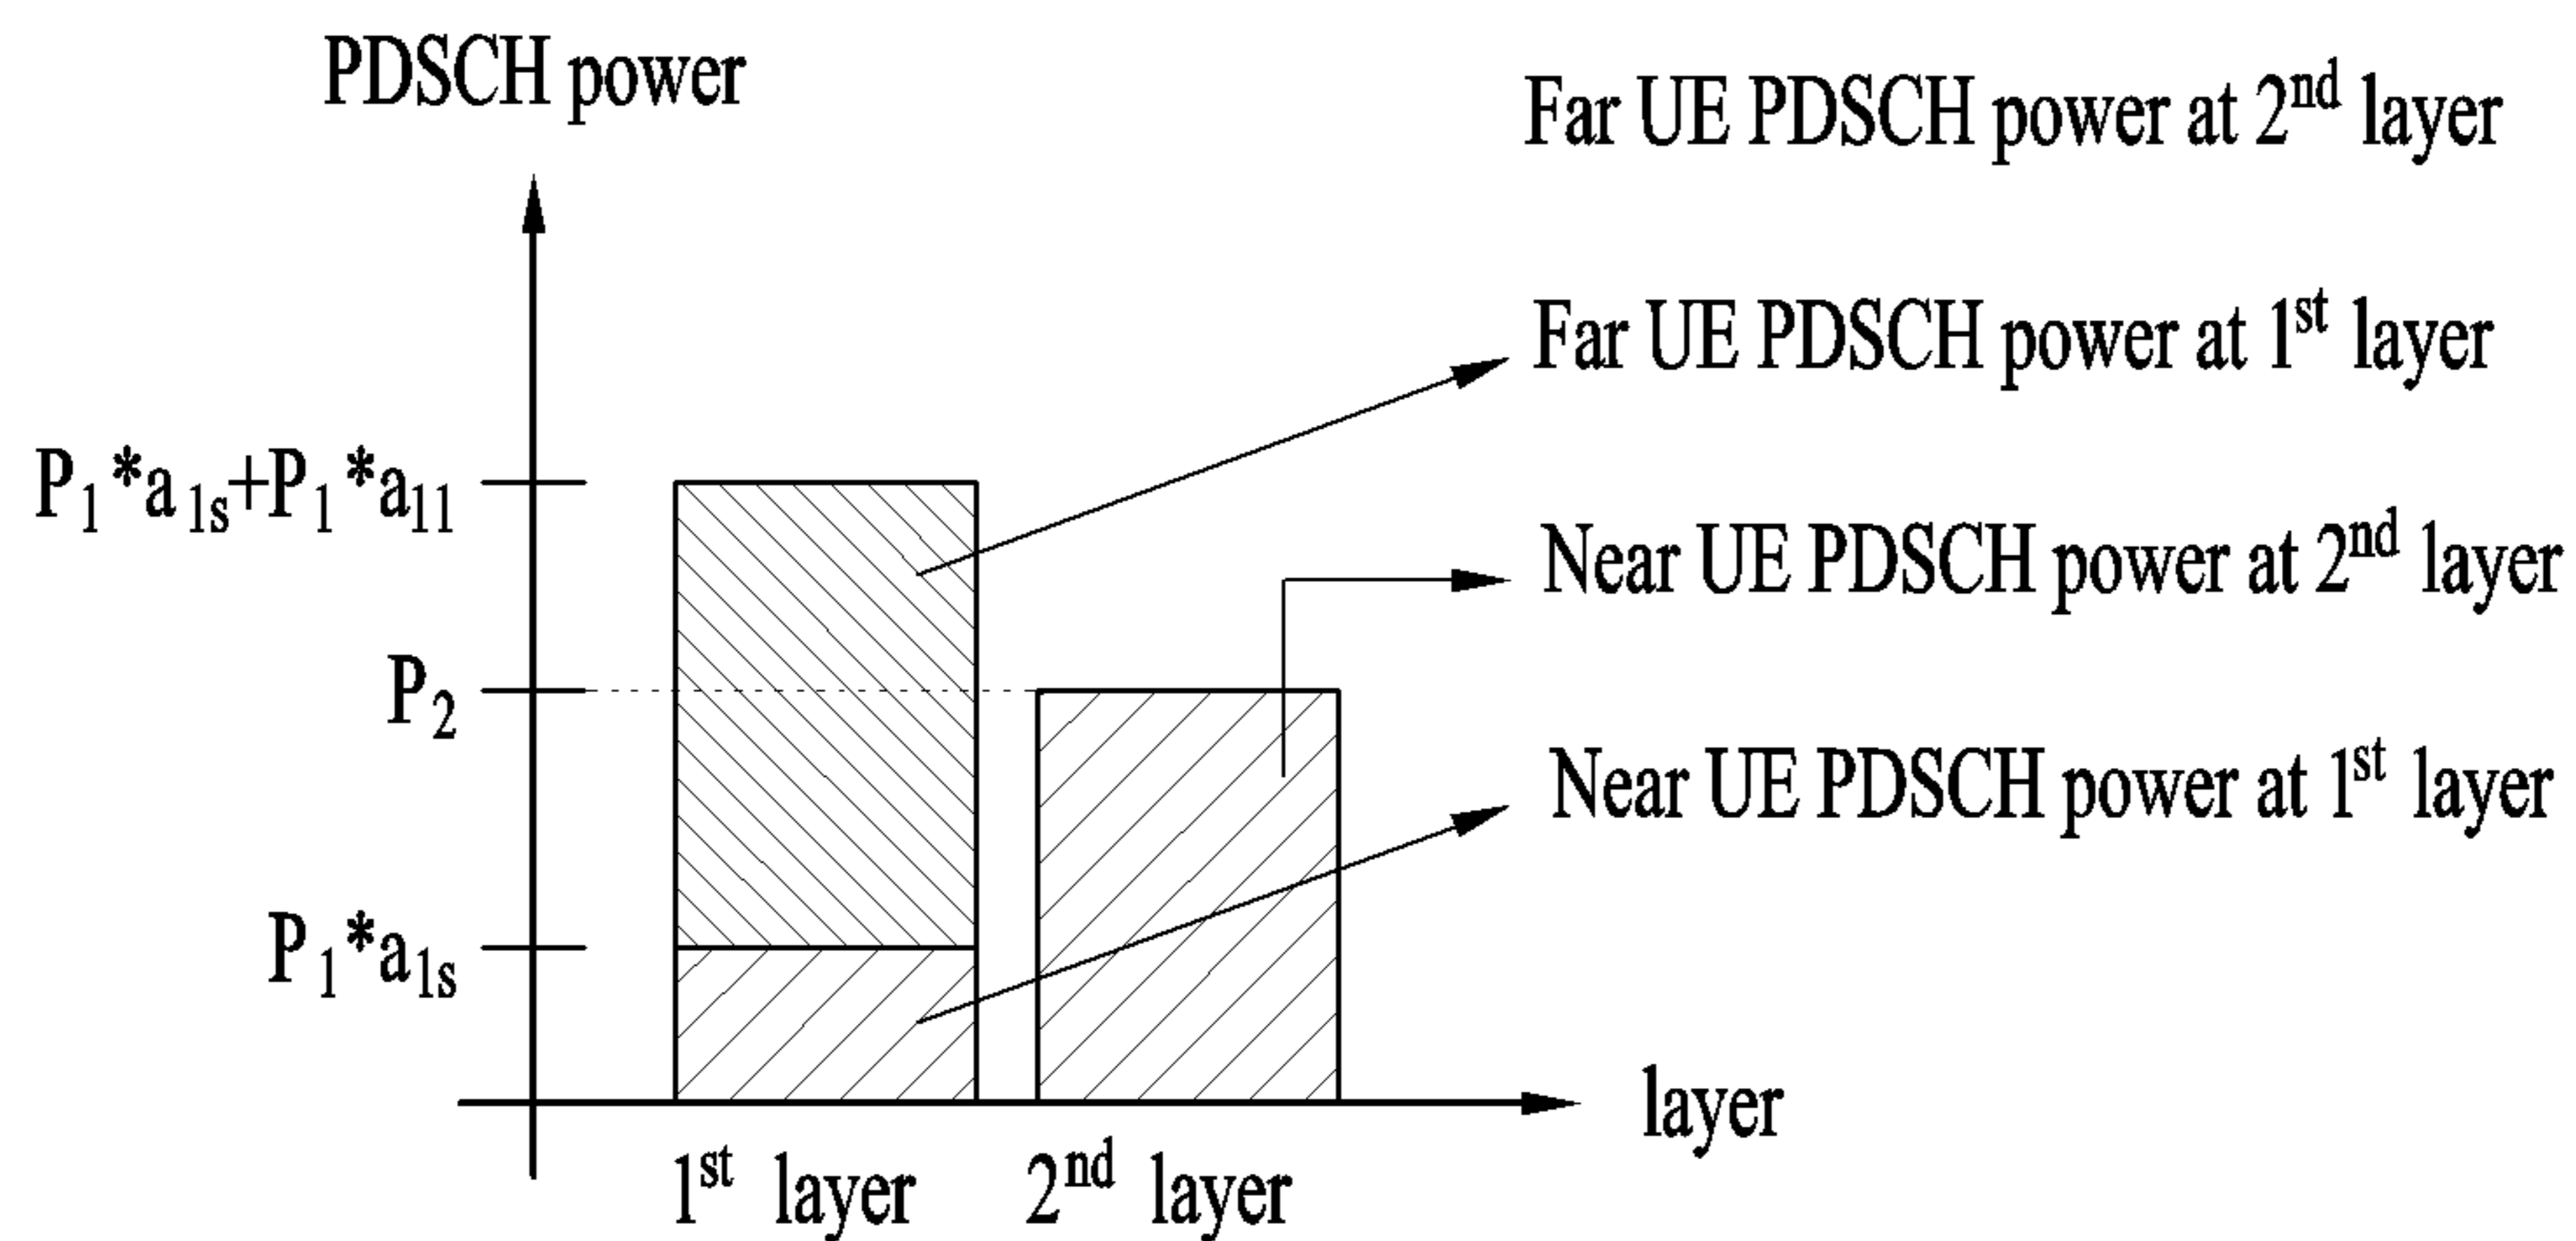 PDSCH power
Far UE PDSCH power at 2nd layer
Far UE PDSCH power at 1st layer
P1*a1s+P1*a11
Near UE PDSCH power at 2nd layer
P2
Near UE PDSCH power at 1st layer
P1*a1s
layer
1st layer
2nd layer